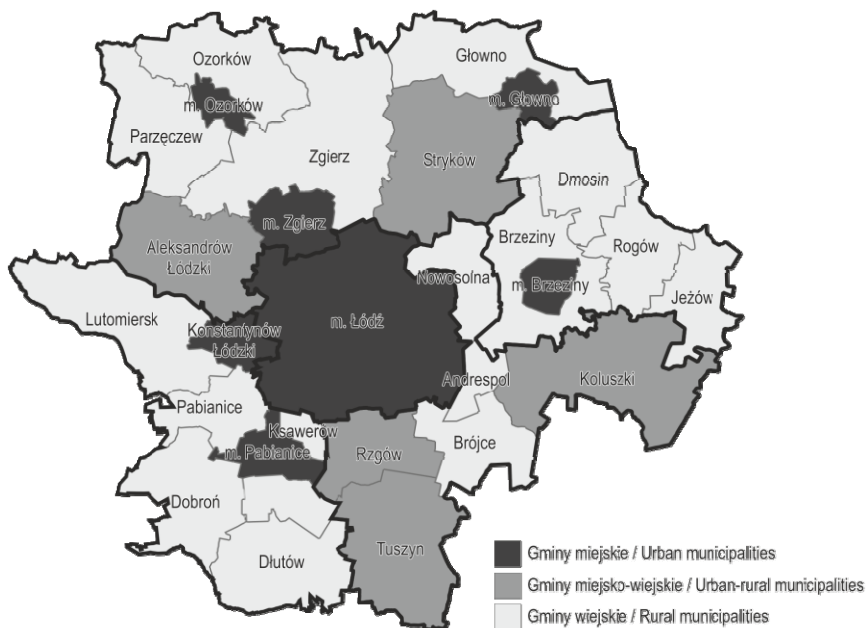 Ozorków
Głowno
m. Ozorków
m. Głowno
Parzęczew
Zgierz
Stryków
Dmosin
m. Zgierz
Brzeziny
Rogów
Aleksandrów
Łódzki
Nowosolna
m. Brzeziny
Jeżów
Lutomiersk
Konstantynów
Łódzki
m. Łódź
Andrespol
Koluszki
Pabianice
Ksawerów
m. Pabianice
Rzgów
Brójce
Dobroń
Dłutów
Tuszyn
Gminy miejskie / Urban municipalities
Gminy miejsko-wiejskie / Urban-rural municipalities
Gminy wiejskie / Rural municipalities